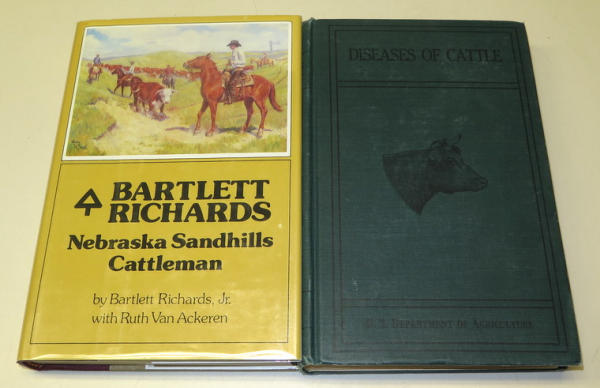 BARTLETT
RICHARDS
Nebraska Sandhills
Cattleman
by Bartlett Richards, Jr.
with Ruth Van Ackeren
DISEASES OF CATTLE
U.S. DEPARTMENT OF AGRICULTURE